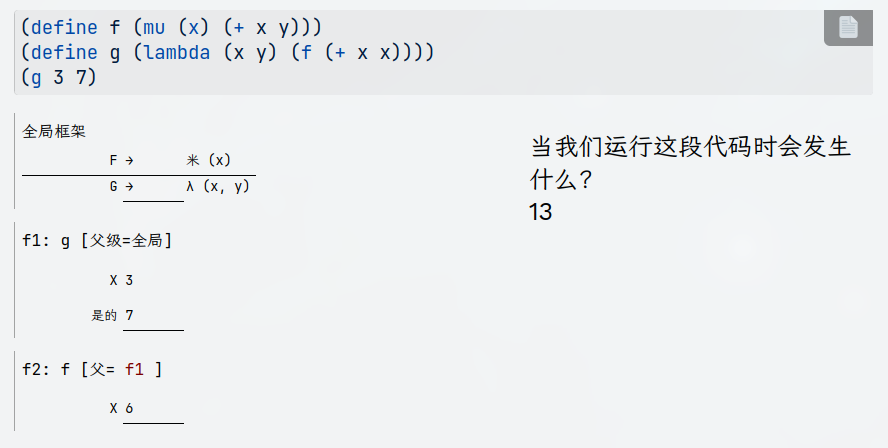 (define f (mu (x) (+ x y)))
(define g (lambda (x y) (f (+ x x))))
(g 3 7)
全局框架
F → 米 (x)
G → λ (x, y)
f1: g [父级=全局]
X 3
是的 7
f2: f [父= f1 ]
X 6
当我们运行这段代码时会发生
什么？
13